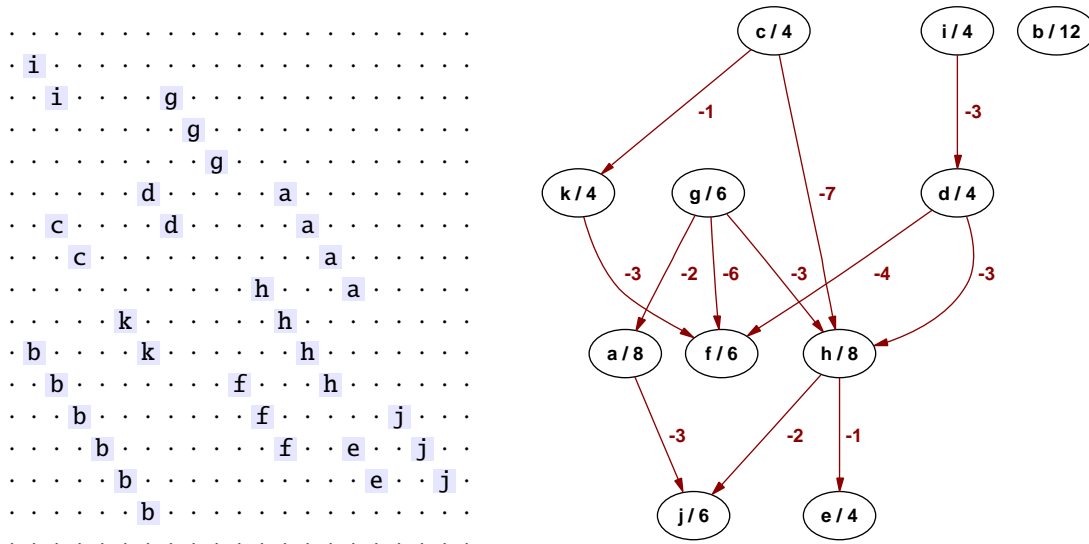 · · · · · · · · · · · · · · · · · · · · ·
· i · · · · · · · · · · · · · · · · · · ·
· · i · · · · g · · · · · · · · · · · · ·
· · · · · · · · g · · · · · · · · · · · ·
· · · · · · · · · g · · · · · · · · · · ·
· · · · · · d · · · · · a · · · · · · · ·
· · c · · · · d · · · · · a · · · · · · ·
· · · c · · · · · · · · · · a · · · · · ·
· · · · · · · · · · · h · · · a · · · · ·
· · · · · k · · · · · · h · · · · · · · ·
· b · · · · k · · · · · · h · · · · · · ·
· · b · · · · · · · f · · · h · · · · · ·
· · · b · · · · · · · f · · · · · j · · ·
· · · · b · · · · · · · f · · e · · j · ·
· · · · · b · · · · · · · · · · e · · j ·
· · · · · · b · · · · · · · · · · · · · ·
· · · · · · · · · · · · · · · · · · · · ·
c / 4 i / 4 b / 12
-1 -3
k / 4 g / 6 -7 d / 4
-3 -2 -6 -3 -4 -3
a / 8 f / 6 h / 8
-3 -2 -1
j / 6 e / 4